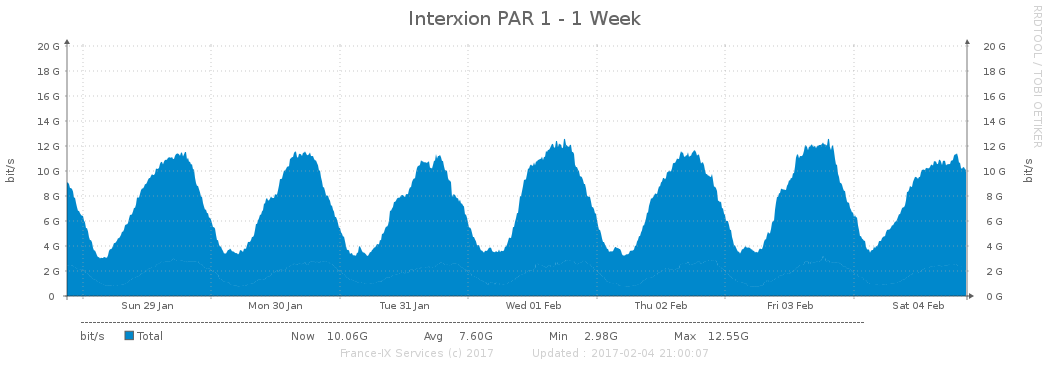 Interxion PAR 1 - 1 Week
RRDTOOL / TOBI OETIKER
bit/s
bit/s
20 G 20 G
18 G 18 G
16 G 16 G
14 G 14 G
12 G 12 G
10 G 10 G
8 G 8 G
6 G 6 G
4 G 4 G
2 G 2 G
0 0 G
Sun 29 Jan Mon 30 Jan Tue 31 Jan Wed 01 Feb Thu 02 Feb Fri 03 Feb Sat 04 Feb
bit/s Total Now 10.06G Avg 7.60G Min 2.98G Max 12.55G
France-IX Services (c) 2017 Updated : 2017-02-04 21:00:07